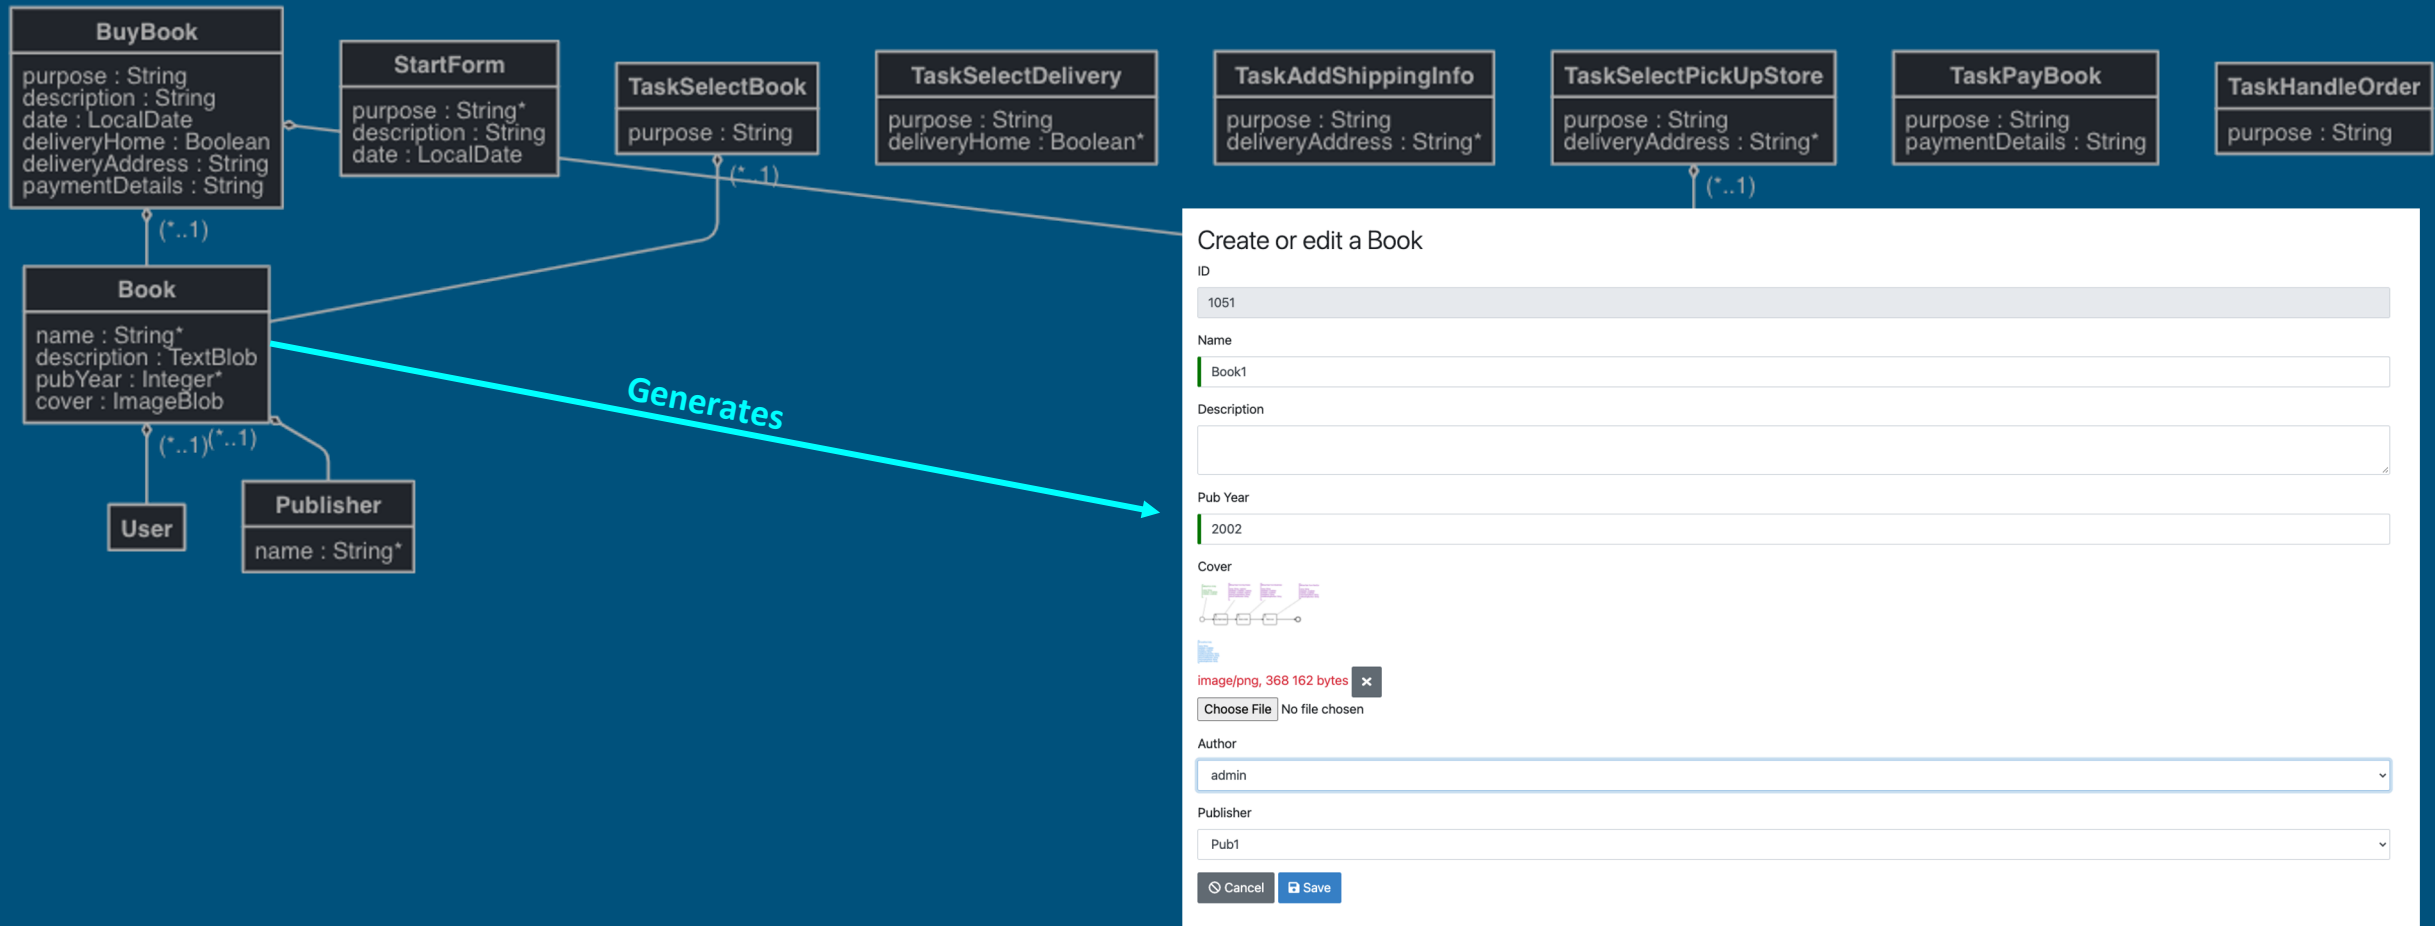 BuyBook
purpose : String
description : String
date : LocalDate
deliveryHome : Boolean
deliveryAddress : String
paymentDetails : String
StartForm
purpose : String*
description : String
date : LocalDate
TaskSelectBook
purpose : String
TaskSelectDelivery
purpose : String
deliveryHome : Boolean*
TaskAddShippingInfo
purpose : String
deliveryAddress : String*
TaskSelectPickUpStore
purpose : String
deliveryAddress : String*
TaskPayBook
purpose : String
paymentDetails : String
TaskHandleOrder
purpose : String
(*..1)
(*..1)
(*..1)
Book
name : String*
description : TextBlob
pubYear : Integer*
cover : ImageBlob
(*..1)
(*..1)
User
Publisher
name : String*
Generates
Create or edit a Book
ID
1051
Name
Book1
Description
Pub Year
2002
Cover
image/png, 368 162 bytes
Choose File No file chosen
Author
admin
Publisher
Pub1
Cancel
Save